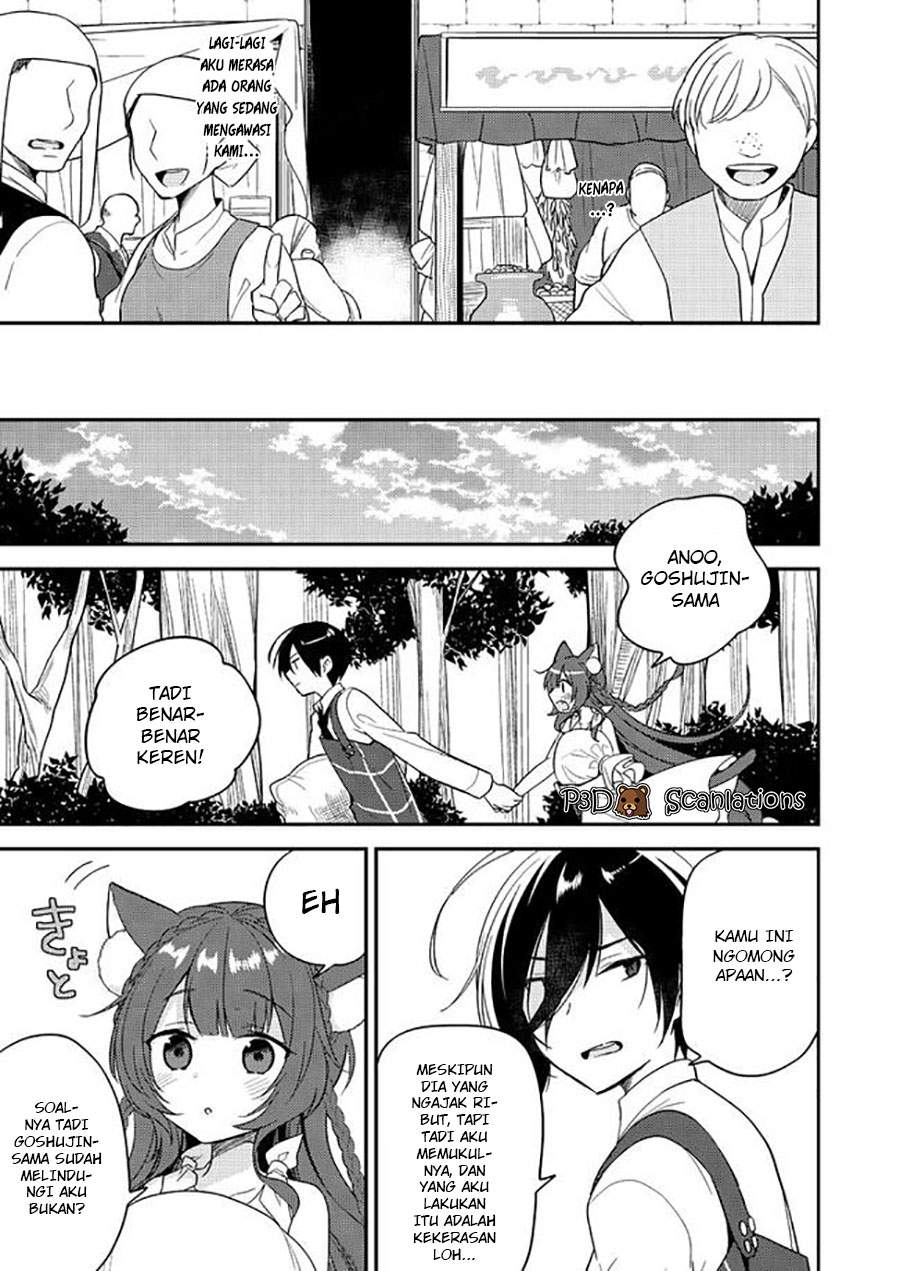 KENAPA
...?
LAGI-LAGI
AKU MERASA
ADA ORANG
YANG SEDANG
MENGAWASI
KAMI...
ANOO,
GOSHUJIN-
SAMA
TADI
BENAR-
BENAR
KEREN!
P3D Scanlations
KAMU INI
NGOMONG
APAAN...?
MESKIPUN
DIA YANG
NGAJAK RI-
BUT, TAPI
TADI AKU
MEMUKUL-
NYA, DAN
YANG AKU
LAKUKAN
ITU ADALAH
KEKERASAN
LOH...
EH
きょと
SOAL-
NYA TADI
GOSHUJIN-
SAMA SUDAH
MELINDU-
NGI AKU
BUKAN?